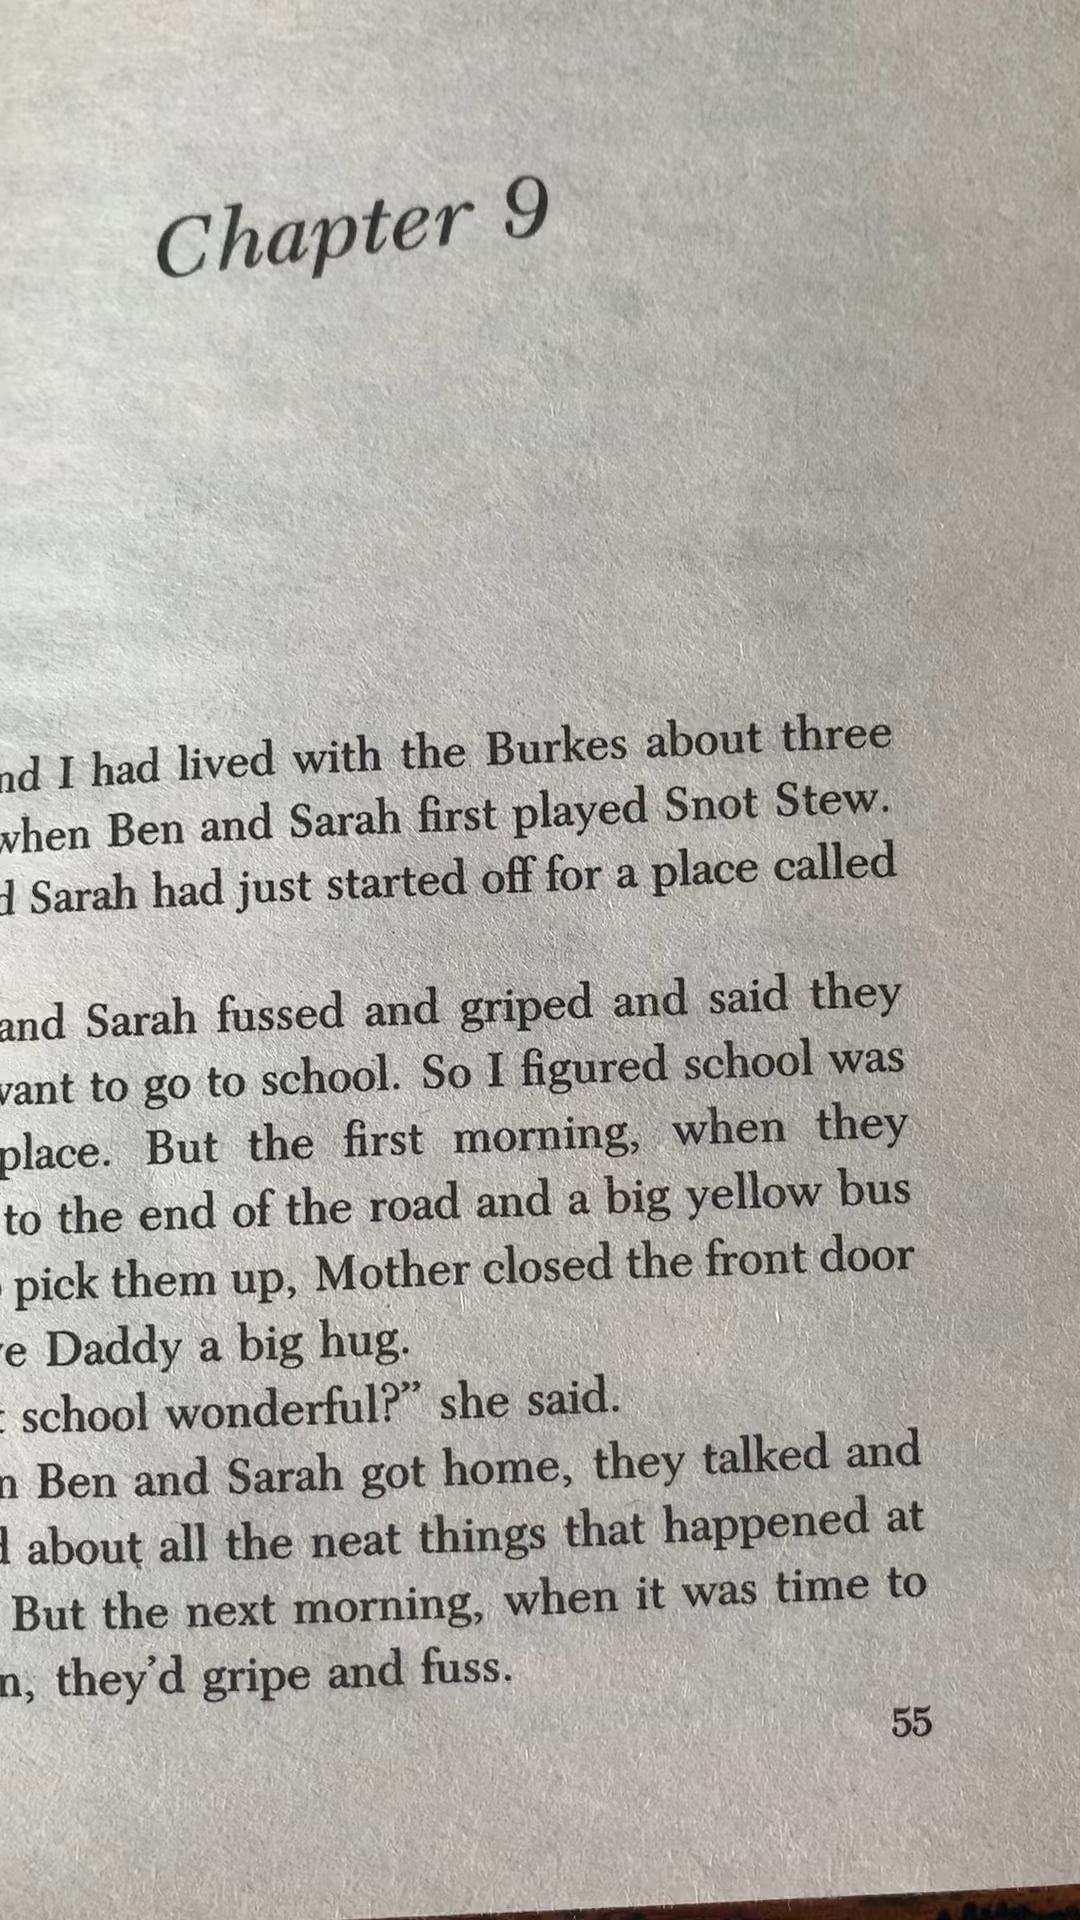 Chapter 9
I had lived with the Burkes about three
when Ben and Sarah first played Snot Stew.
Sarah had just started off for a place called
and Sarah fussed and griped and said they
want to go to school. So I figured school was
place. But the first morning, when they
to the end of the road and a big yellow bus
pick them up, Mother closed the front door
Daddy a big hug.
school wonderful?” she said.
Ben and Sarah got home, they talked and
about all the neat things that happened at
But the next morning, when it was time to
they’d gripe and fuss.
55